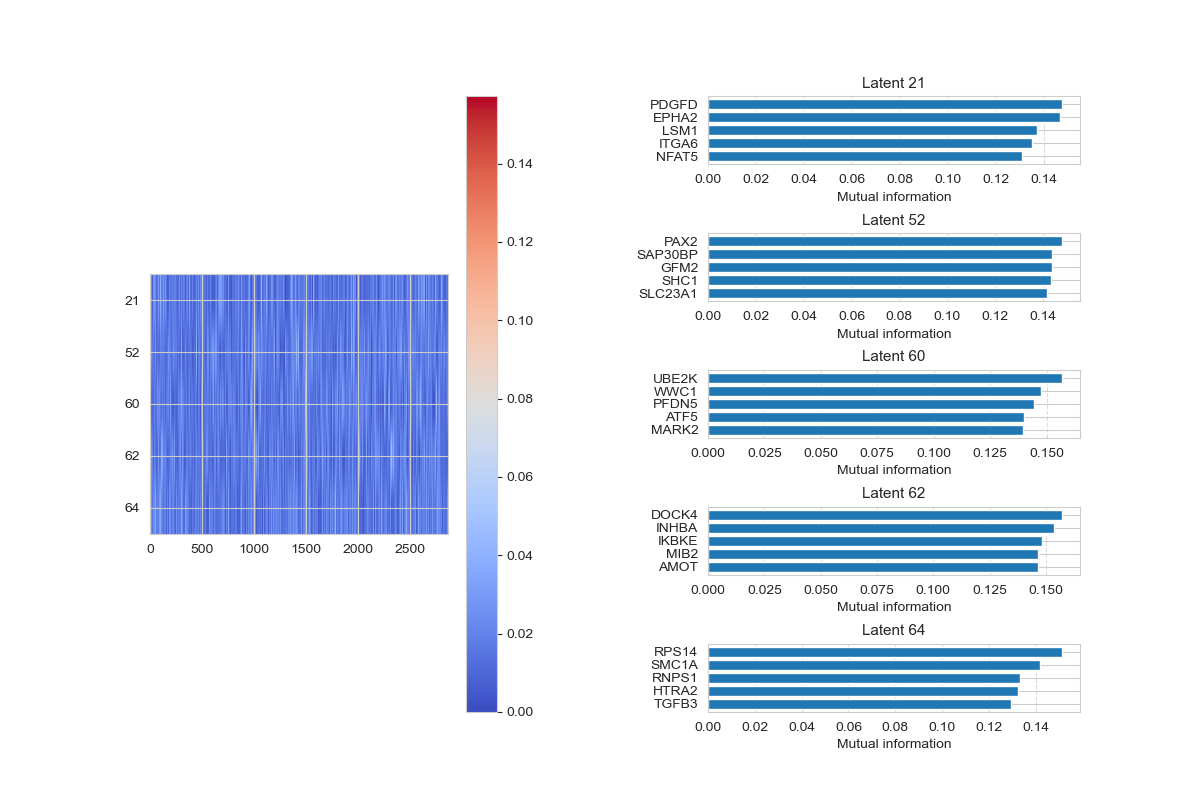 21
52
60
62
64
0 500 1000 1500 2000 2500
0.14
0.12
0.10
0.08
0.06
0.04
0.02
0.00
Latent 21
PDGFD
EPHA2
LSM1
ITGA6
NFAT5
0.00 0.02 0.04 0.06 0.08 0.10 0.12 0.14
Mutual information
Latent 52
PAX2
SAP30BP
GFM2
SHC1
SLC23A1
0.00 0.02 0.04 0.06 0.08 0.10 0.12 0.14
Mutual information
Latent 60
UBE2K
WWC1
PFDN5
ATF5
MARK2
0.000 0.025 0.050 0.075 0.100 0.125 0.150
Mutual information
Latent 62
DOCK4
INHBA
IKBKE
MIB2
AMOT
0.000 0.025 0.050 0.075 0.100 0.125 0.150
Mutual information
Latent 64
RPS14
SMC1A
RNPS1
HTRA2
TGFB3
0.00 0.02 0.04 0.06 0.08 0.10 0.12 0.14
Mutual information